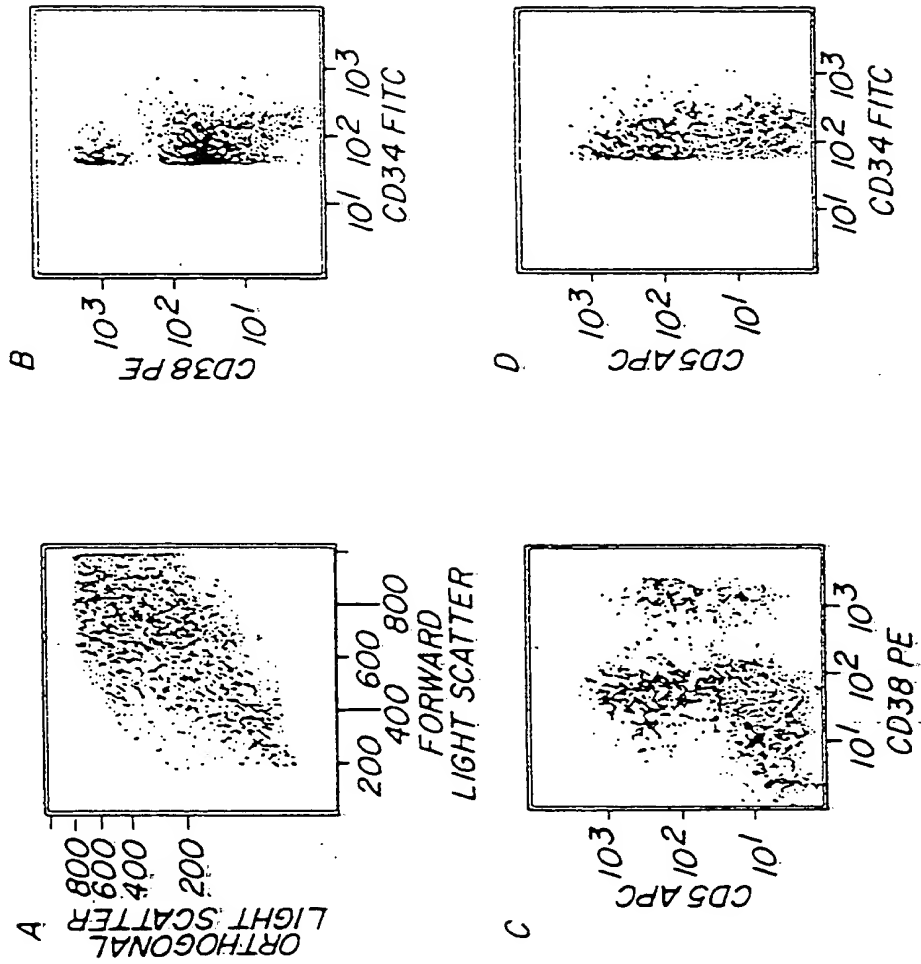 A
ORTHOGONAL
LIGHT SCATTER
800
600
400
200
200
400
600
800
FORWARD
LIGHT SCATTER
B
CD38 PE
10³
10²
10¹
10¹
10²
10³
CD34 FITC
C
CD5 APC
10³
10²
10¹
10¹
10²
10³
CD38 PE
D
CD5 APC
10³
10²
10¹
10¹
10²
10³
CD34 FITC